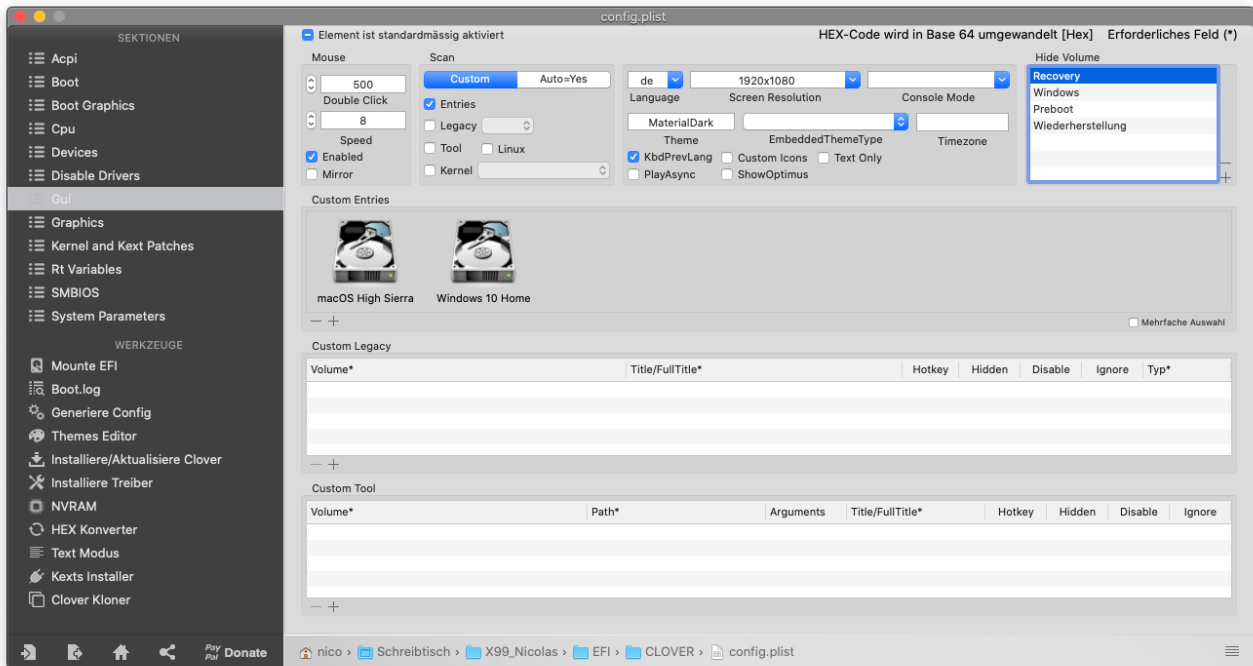 config.plist
SEKTIONEN
Acpi
Boot
Boot Graphics
Cpu
Devices
Disable Drivers
Gui
Graphics
Kernel and Kext Patches
Rt Variables
SMBIOS
System Parameters
WERKZEUGE
Mounte EFI
Boot.log
Generiere Config
Themes Editor
Installiere/Aktualisiere Clover
Installiere Treiber
NVRAM
HEX Konverter
Text Modus
Kexts Installer
Clover Kloner
Pay Pal Donate
Element ist standardmässig aktiviert
HEX-Code wird in Base 64 umgewandelt [Hex] Erforderliches Feld (*)
Mouse
500
Double Click
8
Speed
Enabled
Mirror
Scan
Custom Auto=Yes
Entries
Legacy
Tool Linux
Kernel
de 1920x1080
Language Screen Resolution Console Mode
MaterialDark
Theme EmbeddedThemeType Timezone
KbdPrevLang Custom Icons Text Only
PlayAsync ShowOptimus
Hide Volume
Recovery
Windows
Preboot
Wiederherstellung
Custom Entries
macOS High Sierra Windows 10 Home
Mehrfache Auswahl
Custom Legacy
Volume* Title/FullTitle* Hotkey Hidden Disable Ignore Typ*
Custom Tool
Volume* Path* Arguments Title/FullTitle* Hotkey Hidden Disable Ignore
nico › Schreibtisch › X99_Nicolas › EFI › CLOVER › config.plist